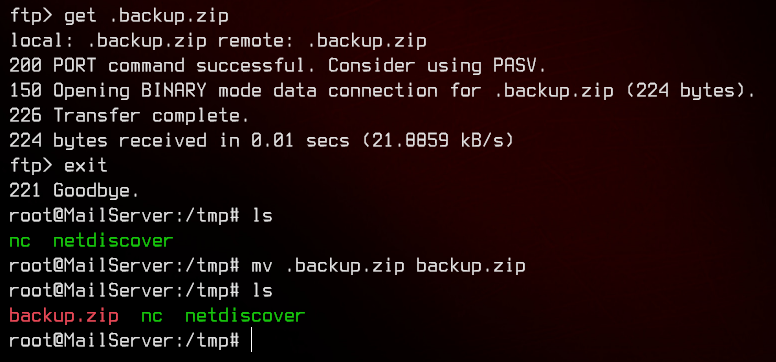 ftp> get .backup.zip
local: .backup.zip remote: .backup.zip
200 PORT command successful. Consider using PASV.
150 Opening BINARY mode data connection for .backup.zip (224 bytes).
226 Transfer complete.
224 bytes received in 0.01 secs (21.8859 kB/s)
ftp> exit
221 Goodbye.
root@MailServer:/tmp# ls
nc  netdiscover
root@MailServer:/tmp# mv .backup.zip backup.zip
root@MailServer:/tmp# ls
backup.zip  nc  netdiscover
root@MailServer:/tmp#